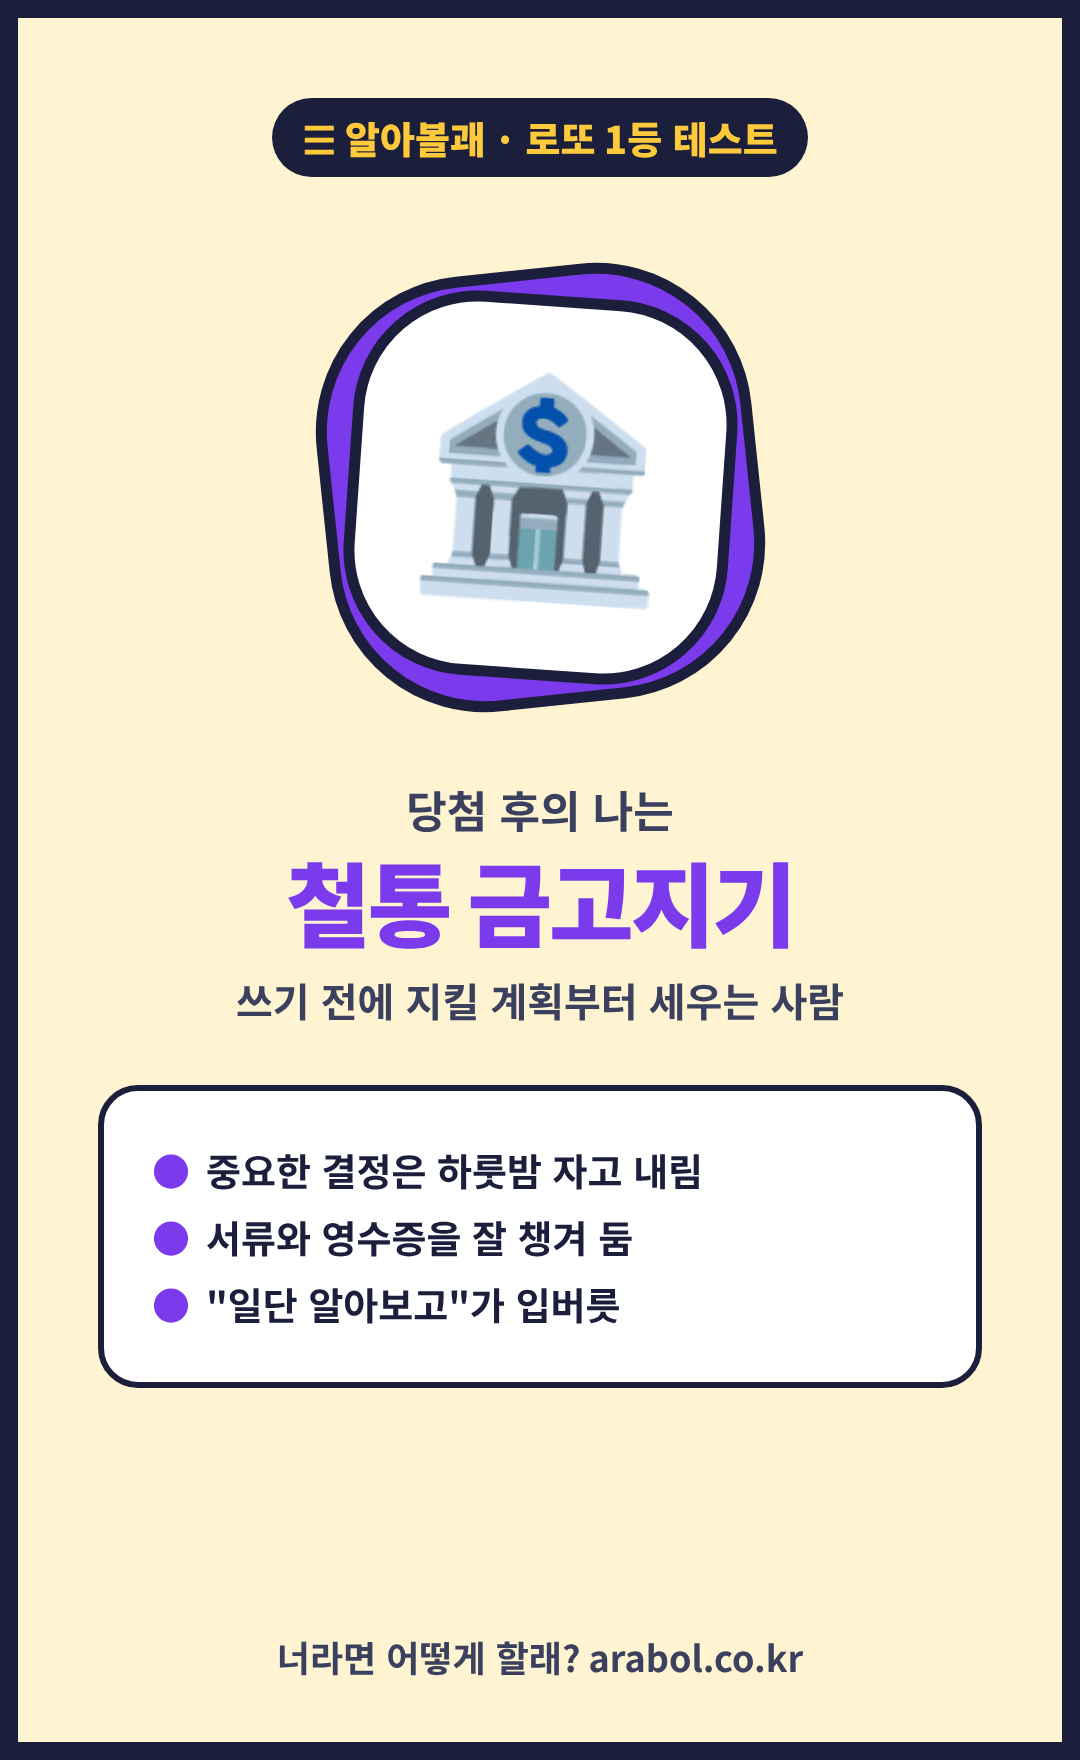 ☰ 알아볼괘 · 로또 1등 테스트
$
당첨 후의 나는
철통 금고지기
쓰기 전에 지킬 계획부터 세우는 사람
중요한 결정은 하룻밤 자고 내림
서류와 영수증을 잘 챙겨 둠
"일단 알아보고"가 입버릇
너라면 어떻게 할래? arabol.co.kr